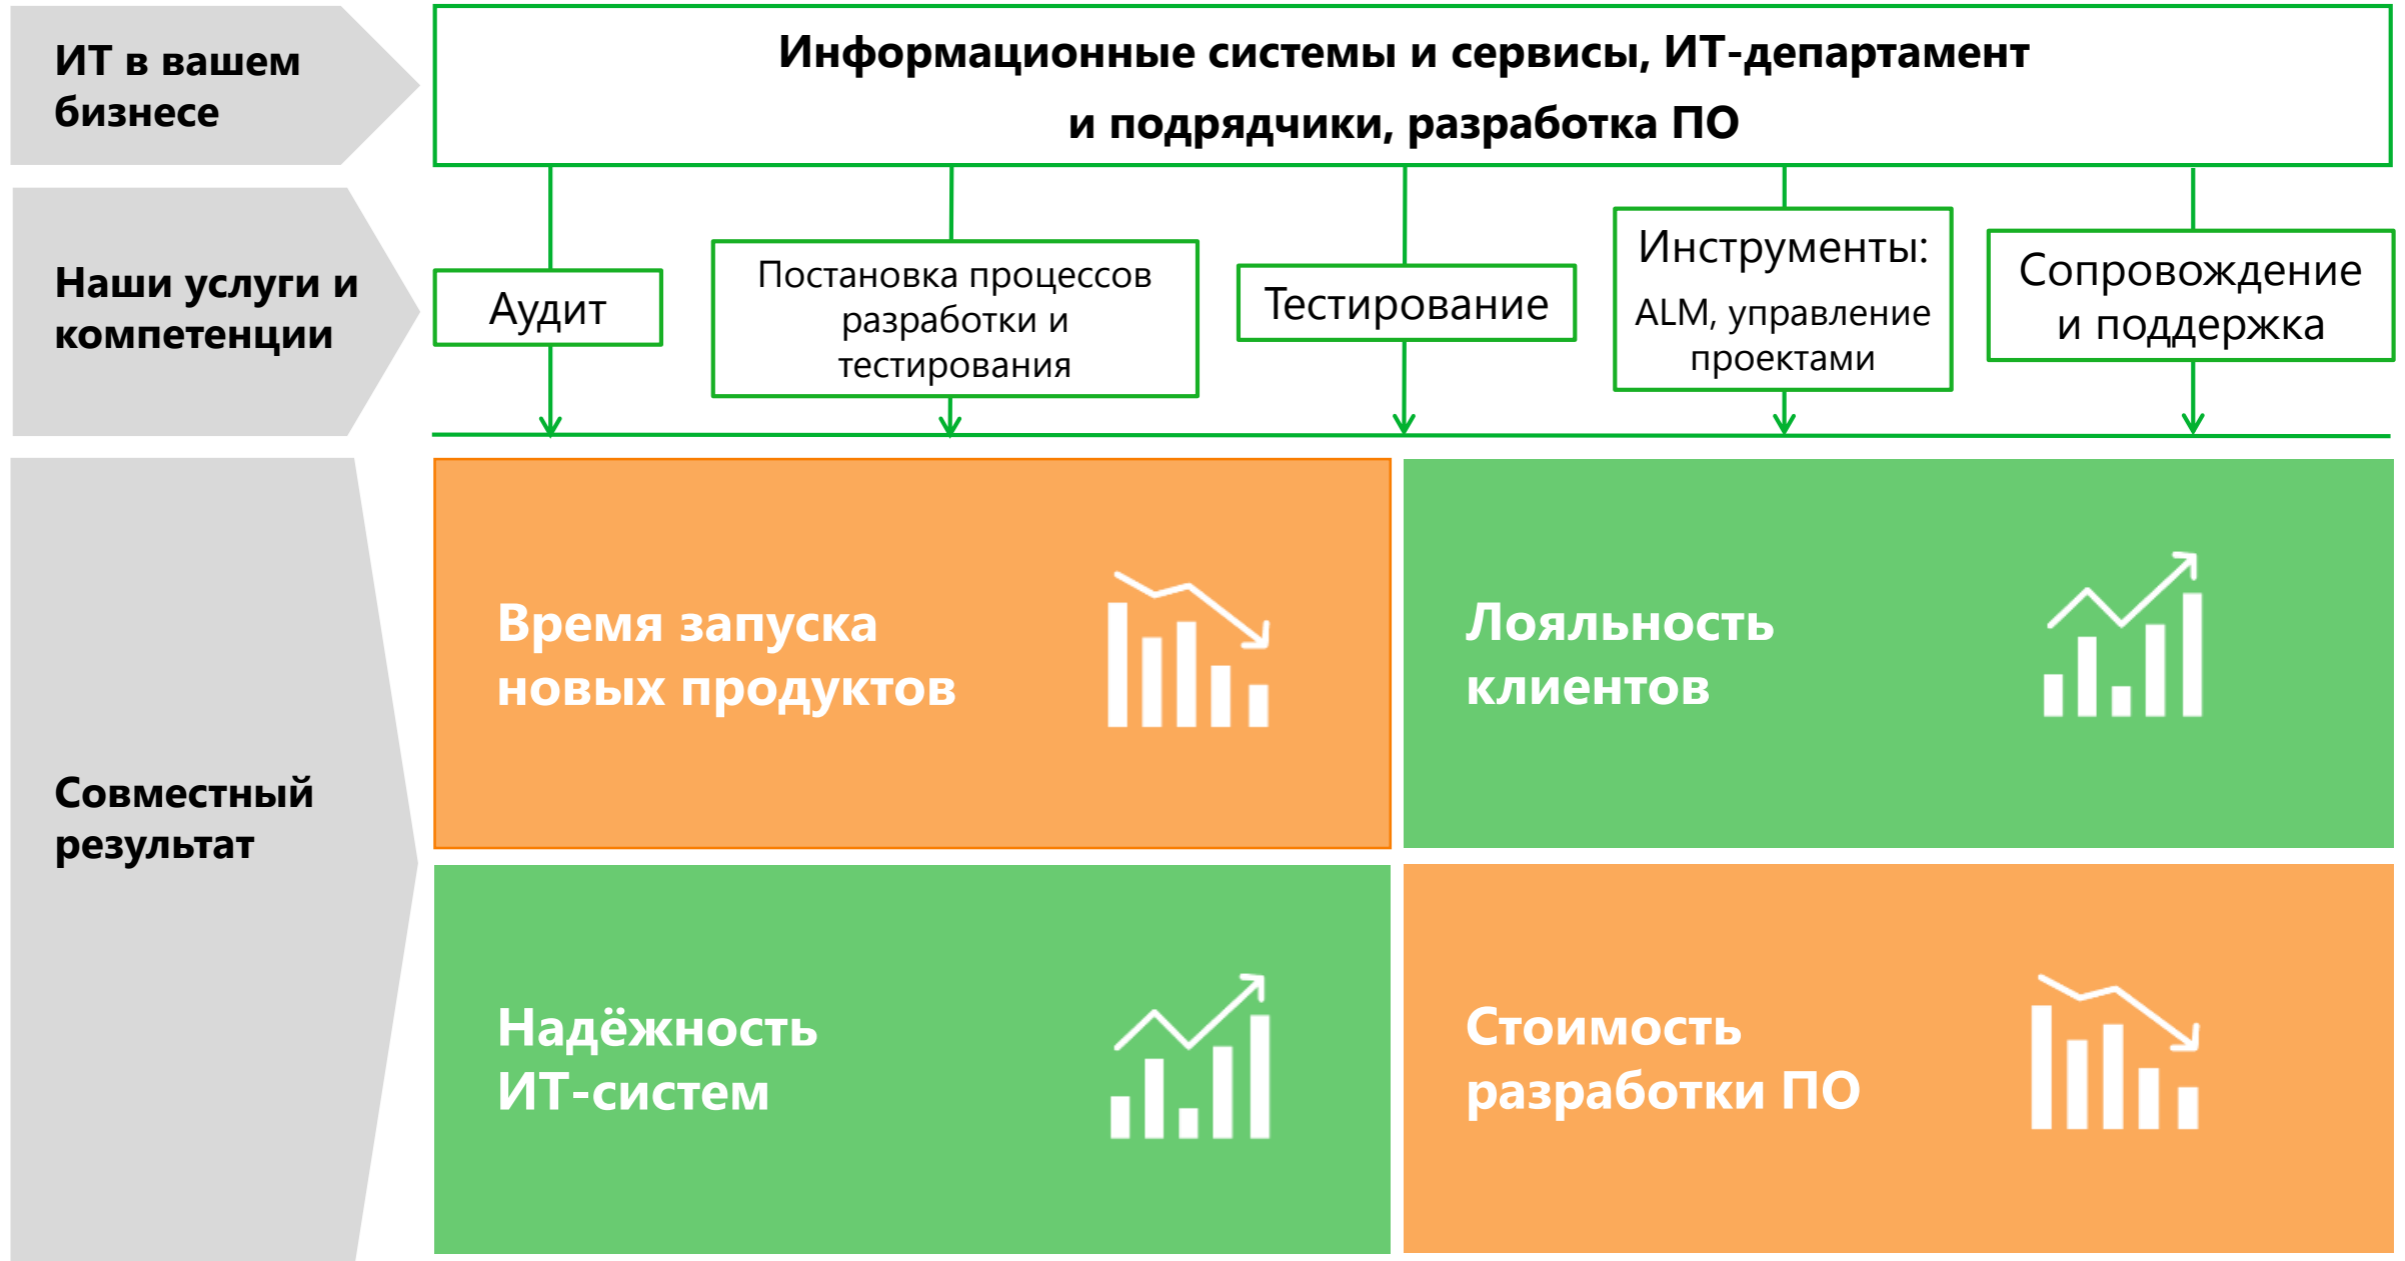 ИТ в вашем
бизнесе
Информационные системы и сервисы, ИТ-департамент
и подрядчики, разработка ПО
Наши услуги и
компетенции
Аудит
Постановка процессов
разработки и
тестирования
Тестирование
Инструменты:
ALM, управление
проектами
Сопровождение
и поддержка
Совместный
результат
Время запуска
новых продуктов
Лояльность
клиентов
Надёжность
ИТ-систем
Стоимость
разработки ПО